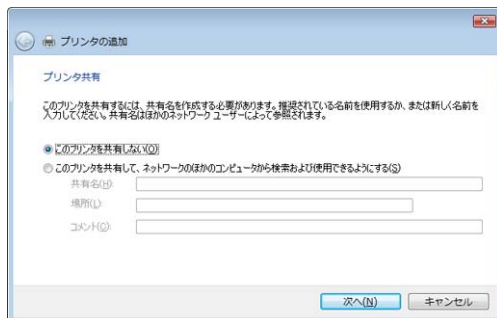 プリンタの追加
プリンタ共有
このプリンタを共有するには、共有名を作成する必要があります。推奨されている名前を使用するか、または新しく名前を
入力してください。共有名はほかのネットワーク ユーザーによって参照されます。
このプリンタを共有しない(O)
このプリンタを共有して、ネットワークのほかのコンピュータから検索および使用できるようにする(S)
共有名(H):
場所(L):
コメント(C):
次へ(N)
キャンセル